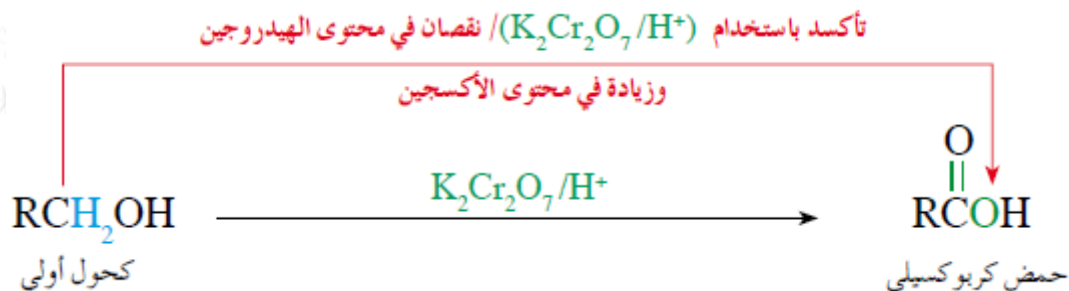 تأكسد باستخدام (K₂Cr₂O₇/H⁺)/ نقصان في محتوى الهيدروجين
وزيادة في محتوى الأكسجين
O
K₂Cr₂O₇/H⁺
RCH₂OH
RCOH
كحول أولي
حمض كربوكسيلي